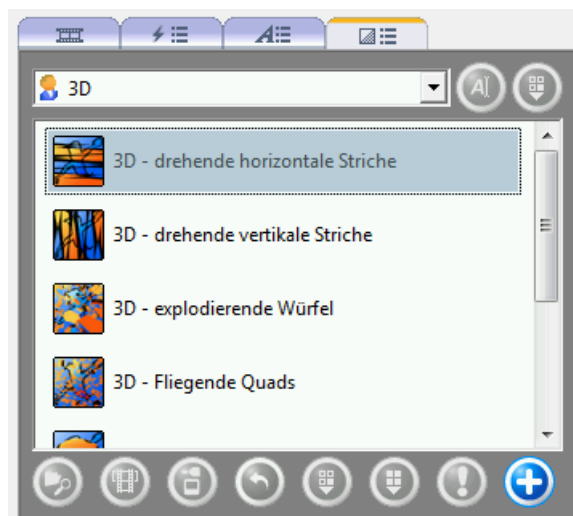 3D
3D - drehende horizontale Striche
3D - drehende vertikale Striche
3D - explodierende Würfel
3D - Fliegende Quads